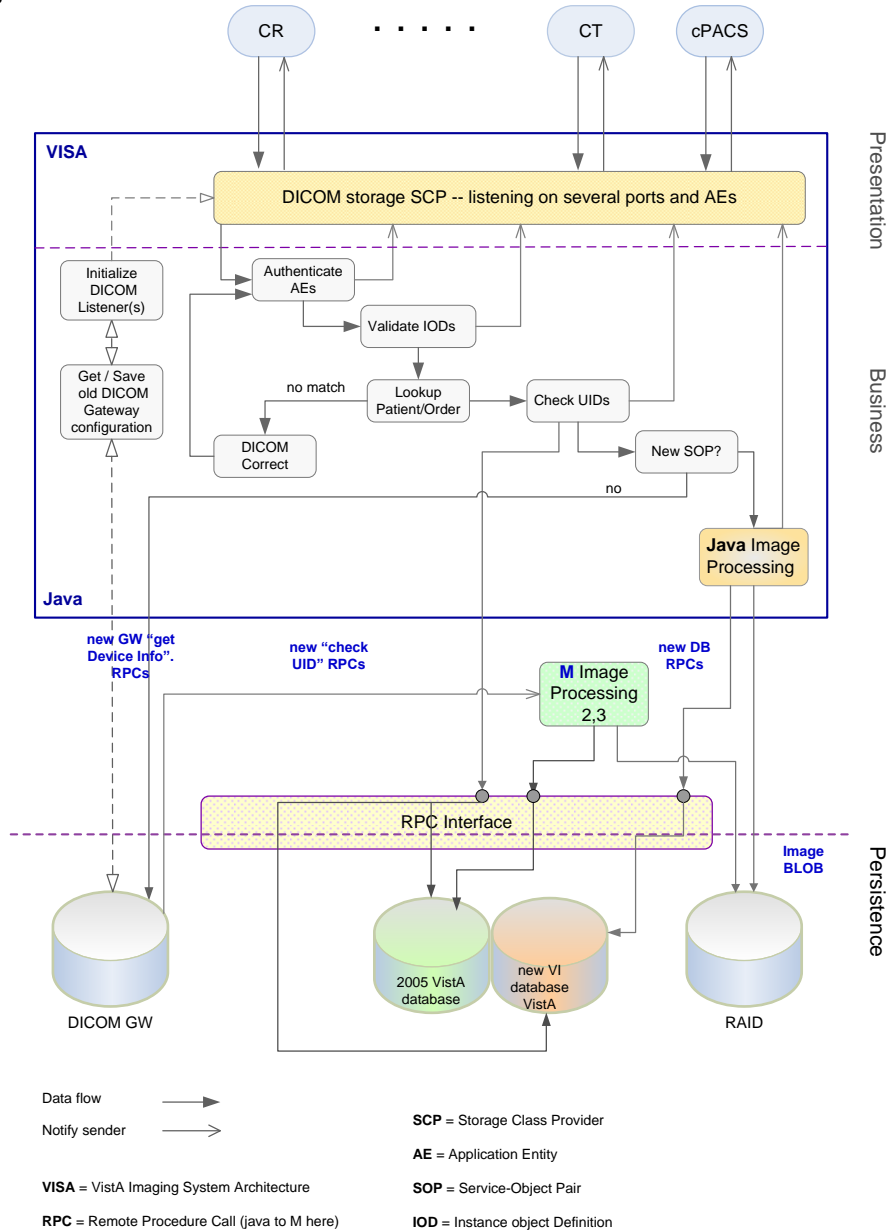 CR
. . . . .
CT
cPACS
Presentation
VISA
DICOM storage SCP -- listening on several ports and AEs
Initialize
DICOM
Listener(s)
Authenticate
AEs
Validate IODs
Get / Save
old DICOM
Gateway
configuration
no match
Lookup
Patient/Order
Check UIDs
Business
DICOM
Correct
New SOP?
no
Java Image
Processing
Java
new GW “get
Device Info”.
RPCs
new “check
UID” RPCs
new DB
RPCs
M Image
Processing
2,3
RPC Interface
Image
BLOB
Persistence
2005 VistA
database
new VI
database
VistA
DICOM GW
RAID
Data flow
Notify sender
VISA = VistA Imaging System Architecture
RPC = Remote Procedure Call (java to M here)
SCP = Storage Class Provider
AE = Application Entity
SOP = Service-Object Pair
IOD = Instance object Definition